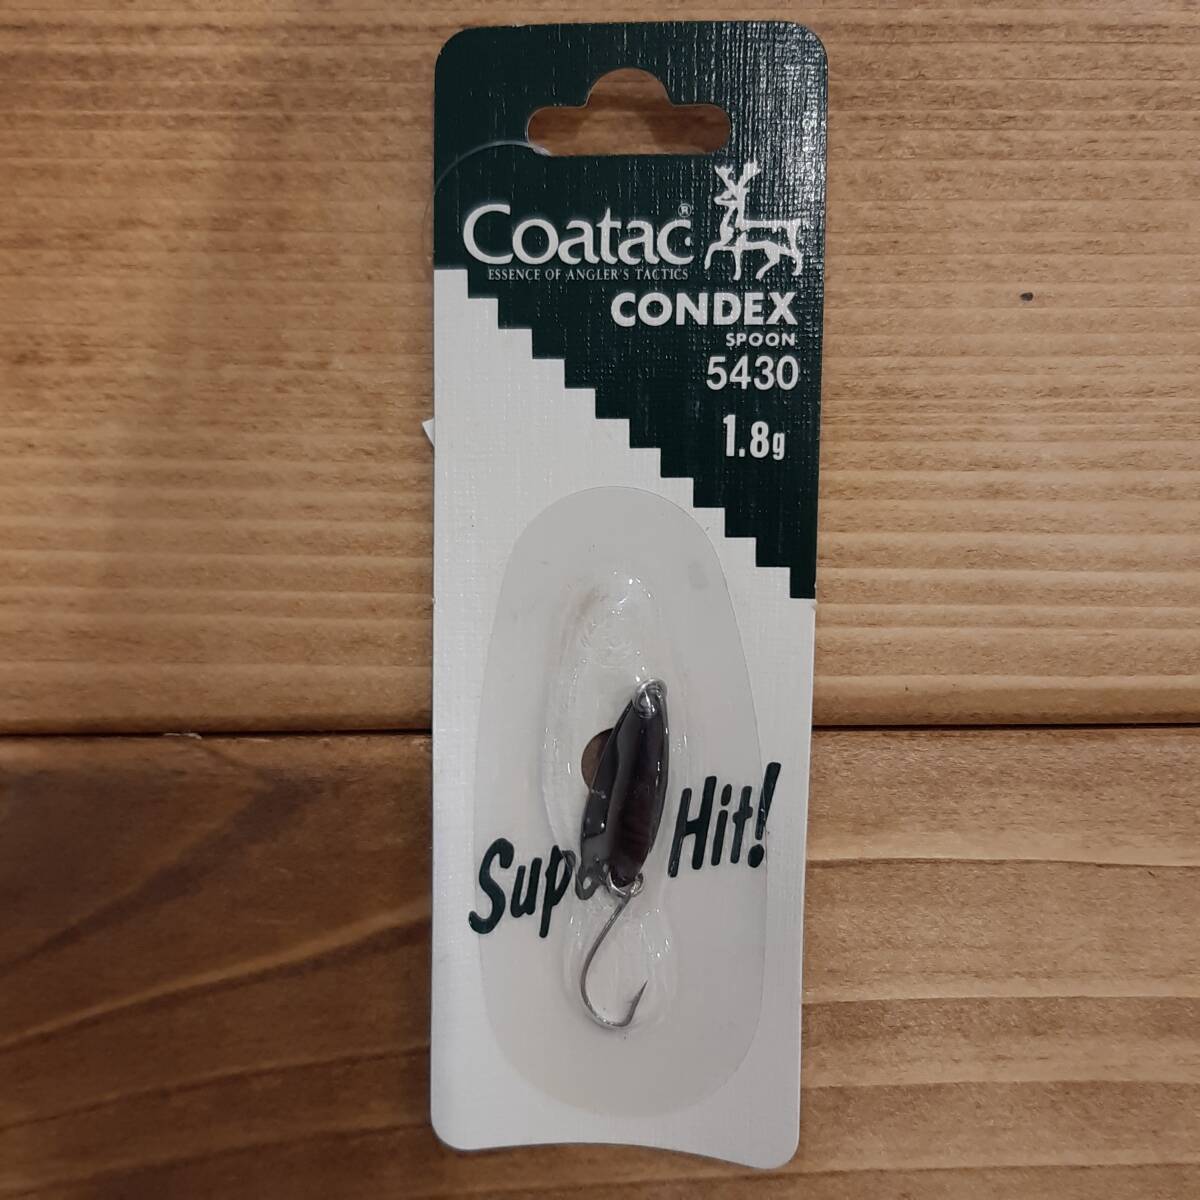 Coatac®
ESSENCE OF ANGLER'S TACTICS
CONDEX
SPOON
5430
1.8g
Hit!